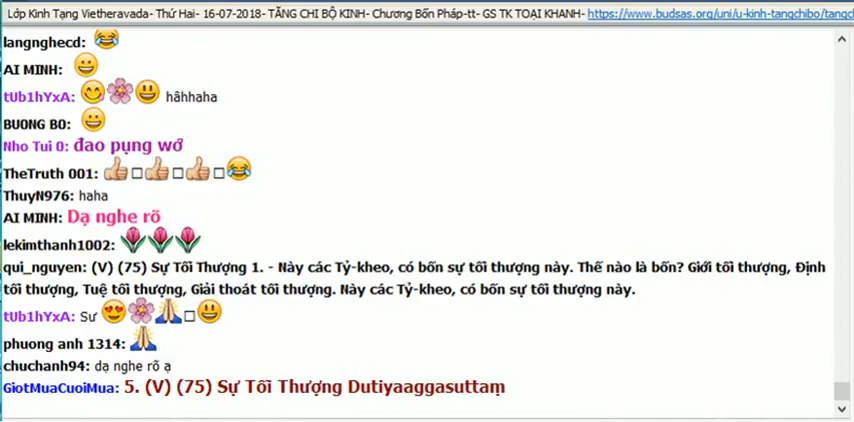 Lớp Kinh Tạng Vietheravada- Thứ Hai- 16-07-2018- TĂNG CHI BỘ KINH- Chương Bốn Pháp-tt- GS TK TOẠI KHANH- https://www.budsas.org/uni/u-kinh-tangchibo/tangc
langnghecd: 😂
AI MINH: 😀
tUb1hYxA: 😋🌸😃 hâhhaha
BUONG BO: 😀
Nho Tui 0: đao pụng wớ
TheTruth 001: 👍🏼□👍🏼□👍🏼□😂
ThuyN976: haha
AI MINH: Dạ nghe rõ
lekimthanh1002: 🌷🌷🌷
qui_nguyen: (V) (75) Sự Tối Thượng 1. - Này các Tỷ-kheo, có bốn sự tối thượng này. Thế nào là bốn? Giới tối thượng, Định
tối thượng, Tuệ tối thượng, Giải thoát tối thượng. Này các Tỷ-kheo, có bốn sự tối thượng này.
tUb1hYxA: Sư 😍🌸🙏□😃
phuong anh 1314: 🙏
chuchanh94: dạ nghe rõ ạ
GiotMuaCuoiMua: 5. (V) (75) Sự Tối Thượng Dutiyaaggasuttaṃ